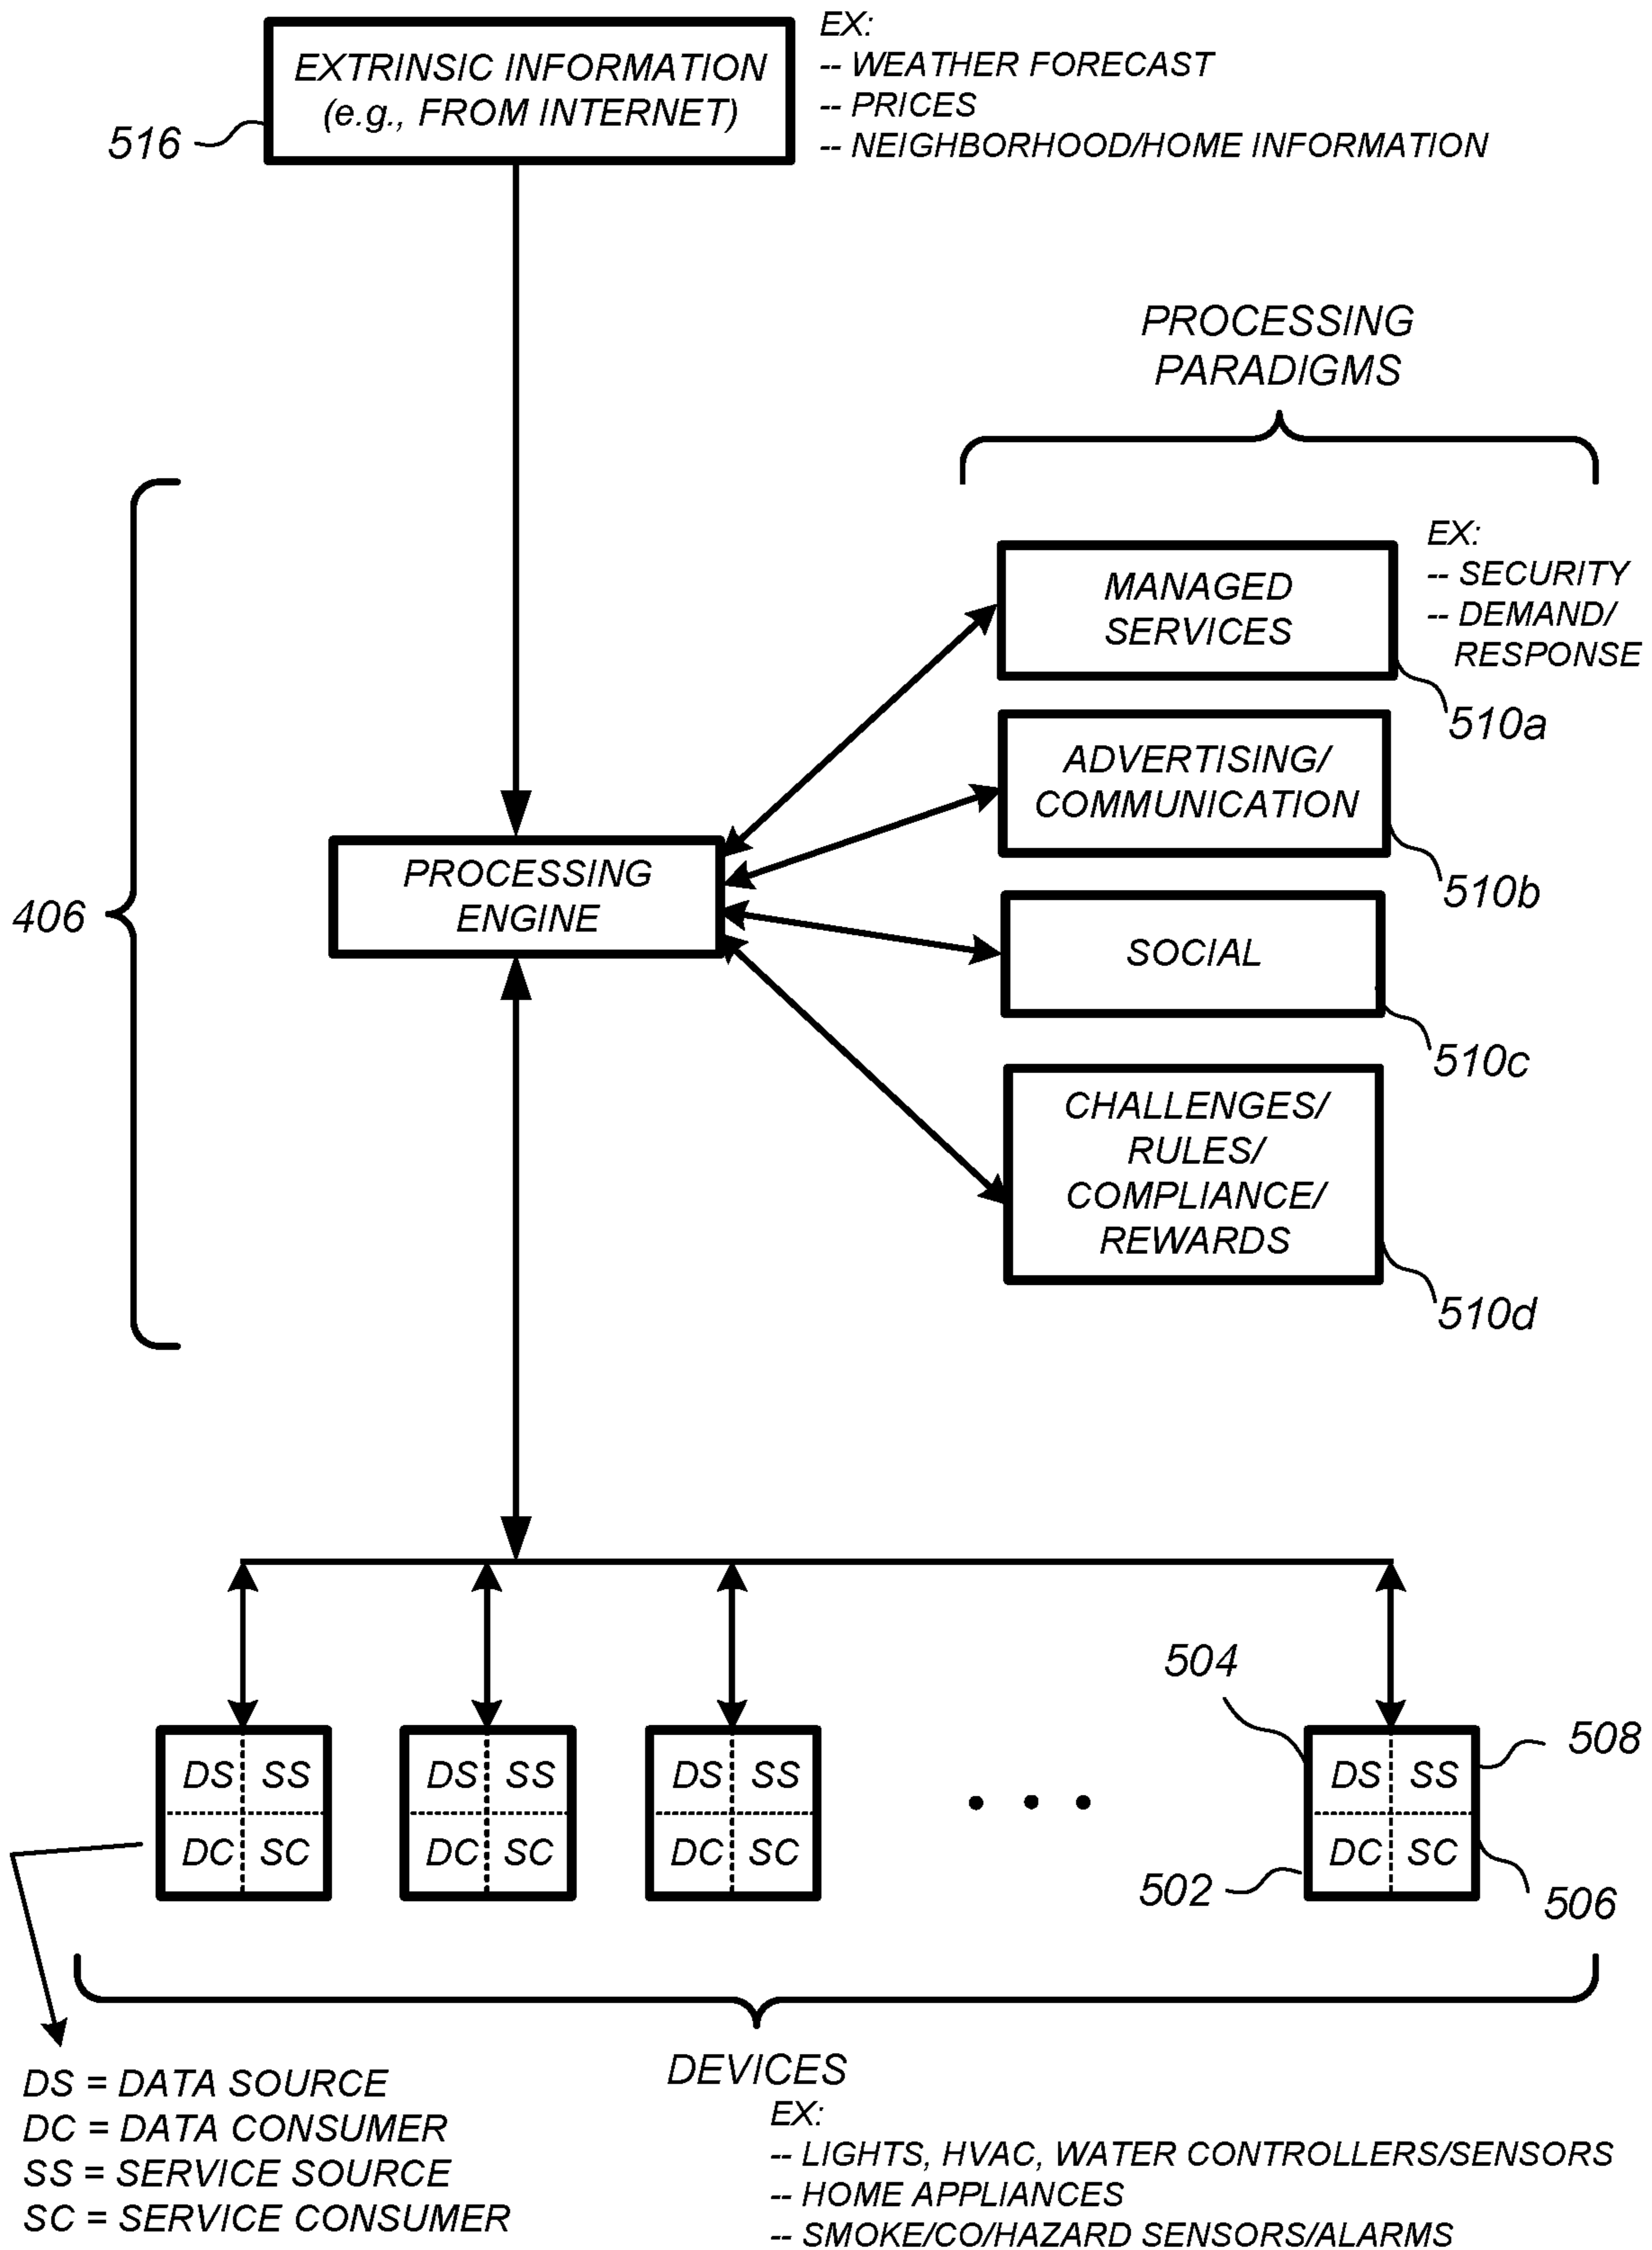 EXTRINSIC INFORMATION
(e.g., FROM INTERNET)
516
EX:
-- WEATHER FORECAST
-- PRICES
-- NEIGHBORHOOD/HOME INFORMATION
PROCESSING
PARADIGMS
406
PROCESSING
ENGINE
MANAGED
SERVICES
EX:
-- SECURITY
-- DEMAND/
RESPONSE
510a
ADVERTISING/
COMMUNICATION
510b
SOCIAL
510c
CHALLENGES/
RULES/
COMPLIANCE/
REWARDS
510d
DS SS
DC SC
DS SS
DC SC
DS SS
DC SC
• • •
504
DS SS
DC SC
508
502
506
DS = DATA SOURCE
DC = DATA CONSUMER
SS = SERVICE SOURCE
SC = SERVICE CONSUMER
DEVICES
EX:
-- LIGHTS, HVAC, WATER CONTROLLERS/SENSORS
-- HOME APPLIANCES
-- SMOKE/CO/HAZARD SENSORS/ALARMS